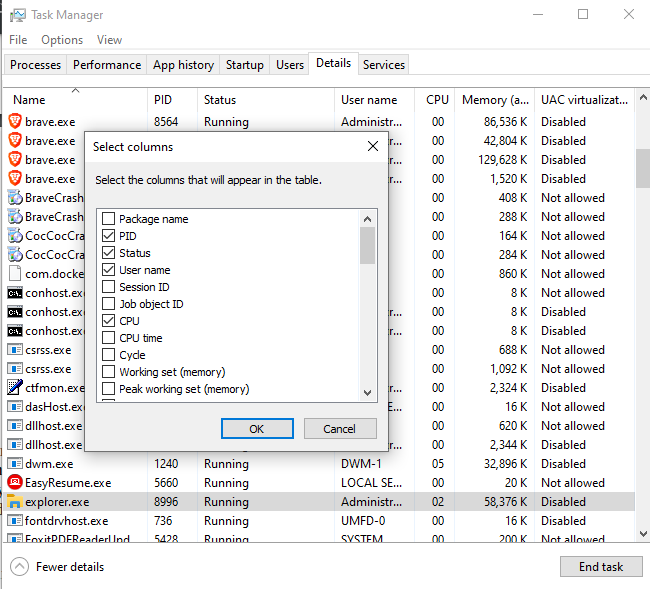 Task Manager
File Options View
Processes Performance App history Startup Users Details Services
Name PID Status User name CPU Memory (a... UAC virtualizat...
brave.exe 8564 Running Administr... 00 86,536 K Disabled
brave.exe 00 42,804 K Disabled
brave.exe 00 129,628 K Disabled
brave.exe 00 1,520 K Disabled
BraveCrash 00 408 K Not allowed
BraveCrash 00 288 K Not allowed
CocCocCra 00 164 K Not allowed
CocCocCra 00 284 K Not allowed
com.docke 00 860 K Not allowed
conhost.ex 00 8 K Not allowed
conhost.ex 00 8 K Disabled
conhost.ex 00 8 K Disabled
csrss.exe 00 688 K Not allowed
csrss.exe 00 1,092 K Not allowed
ctfmon.exe 00 2,324 K Disabled
dasHost.ex 00 16 K Not allowed
dllhost.exe 00 620 K Not allowed
dllhost.exe 00 2,344 K Disabled
dwm.exe 1240 Running DWM-1 05 32,896 K Disabled
EasyResume.exe 5660 Running LOCAL SE... 00 20 K Not allowed
explorer.exe 8996 Running Administr... 02 58,376 K Disabled
fontdrvhost.exe 736 Running UMFD-0 00 16 K Disabled
FoxitPDFReaderUpd 5428 Running SYSTEM 00 200 K Not allowed
Select columns
Select the columns that will appear in the table.
Package name
PID
Status
User name
Session ID
Job object ID
CPU
CPU time
Cycle
Working set (memory)
Peak working set (memory)
OK Cancel
Fewer details End task